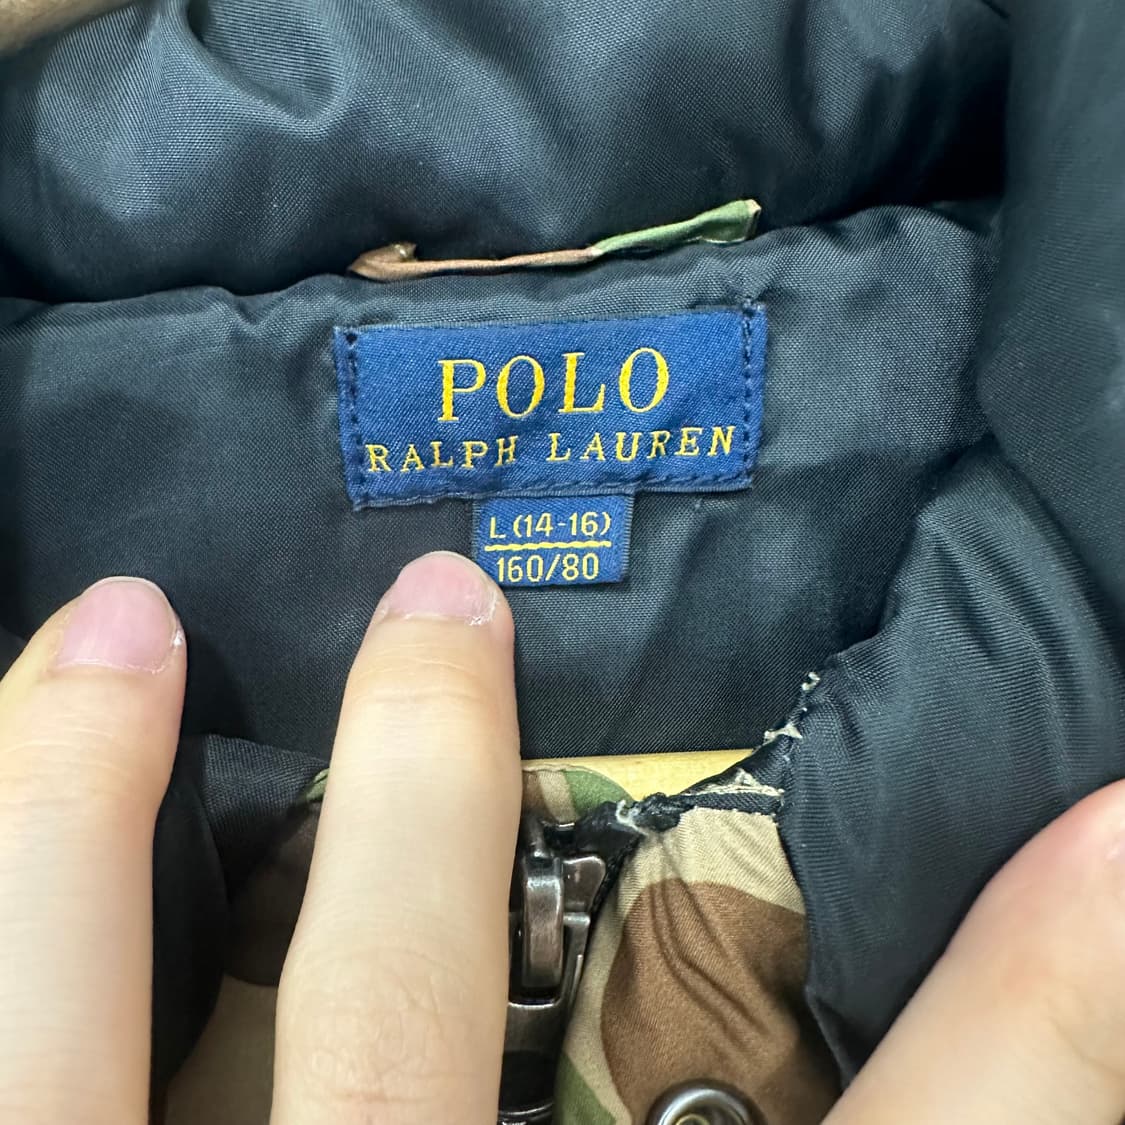 POLO
RALPH LAUREN
L (14-16)
160/80